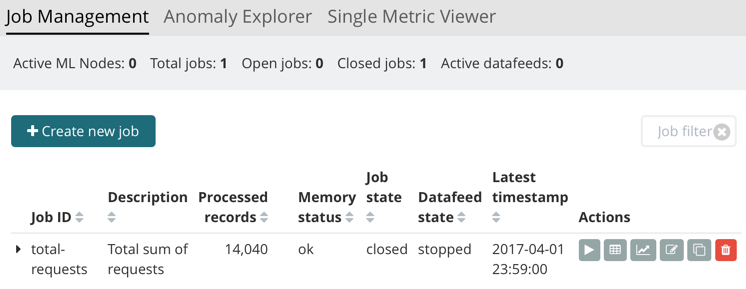 Job Management Anomaly Explorer Single Metric Viewer
Active ML Nodes: 0 Total jobs: 1 Open jobs: 0 Closed jobs: 1 Active datafeeds: 0
+ Create new job
Job filter
Job ID Description Processed records Memory status Job state Datafeed state Latest timestamp Actions
total-requests Total sum of requests 14,040 ok closed stopped 2017-04-01 23:59:00